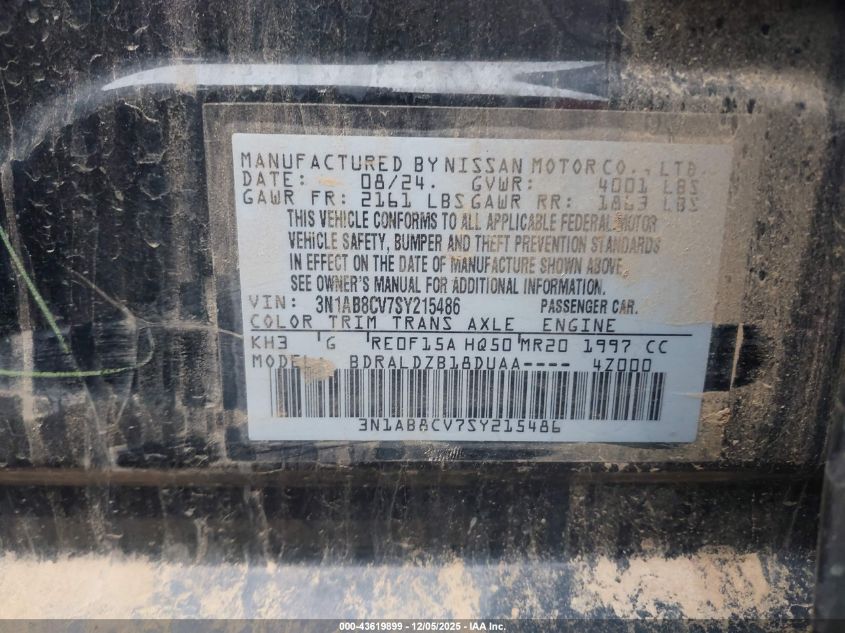 MANUFACTURED BY NISSAN MOTOR CO., LTD.
DATE: 08/24. GVWR: 4001 LBS
GAWR FR: 2161 LBS GAWR RR: 1863 LBS
THIS VEHICLE CONFORMS TO ALL APPLICABLE FEDERAL MOTOR
VEHICLE SAFETY, BUMPER AND THEFT PREVENTION STANDARDS
IN EFFECT ON THE DATE OF MANUFACTURE SHOWN ABOVE.
SEE OWNER'S MANUAL FOR ADDITIONAL INFORMATION.
VIN: 3N1AB8CV7SY215486 PASSENGER CAR.
COLOR TRIM TRANS AXLE ENGINE
KH3 G RE0F15A HQ50 MR20 1997 CC
MODEL: BDRALDZB18DUAA---- 4Z000
3N1AB8CV7SY215486
000-43619899 - 12/05/2025 - IAA, Inc.